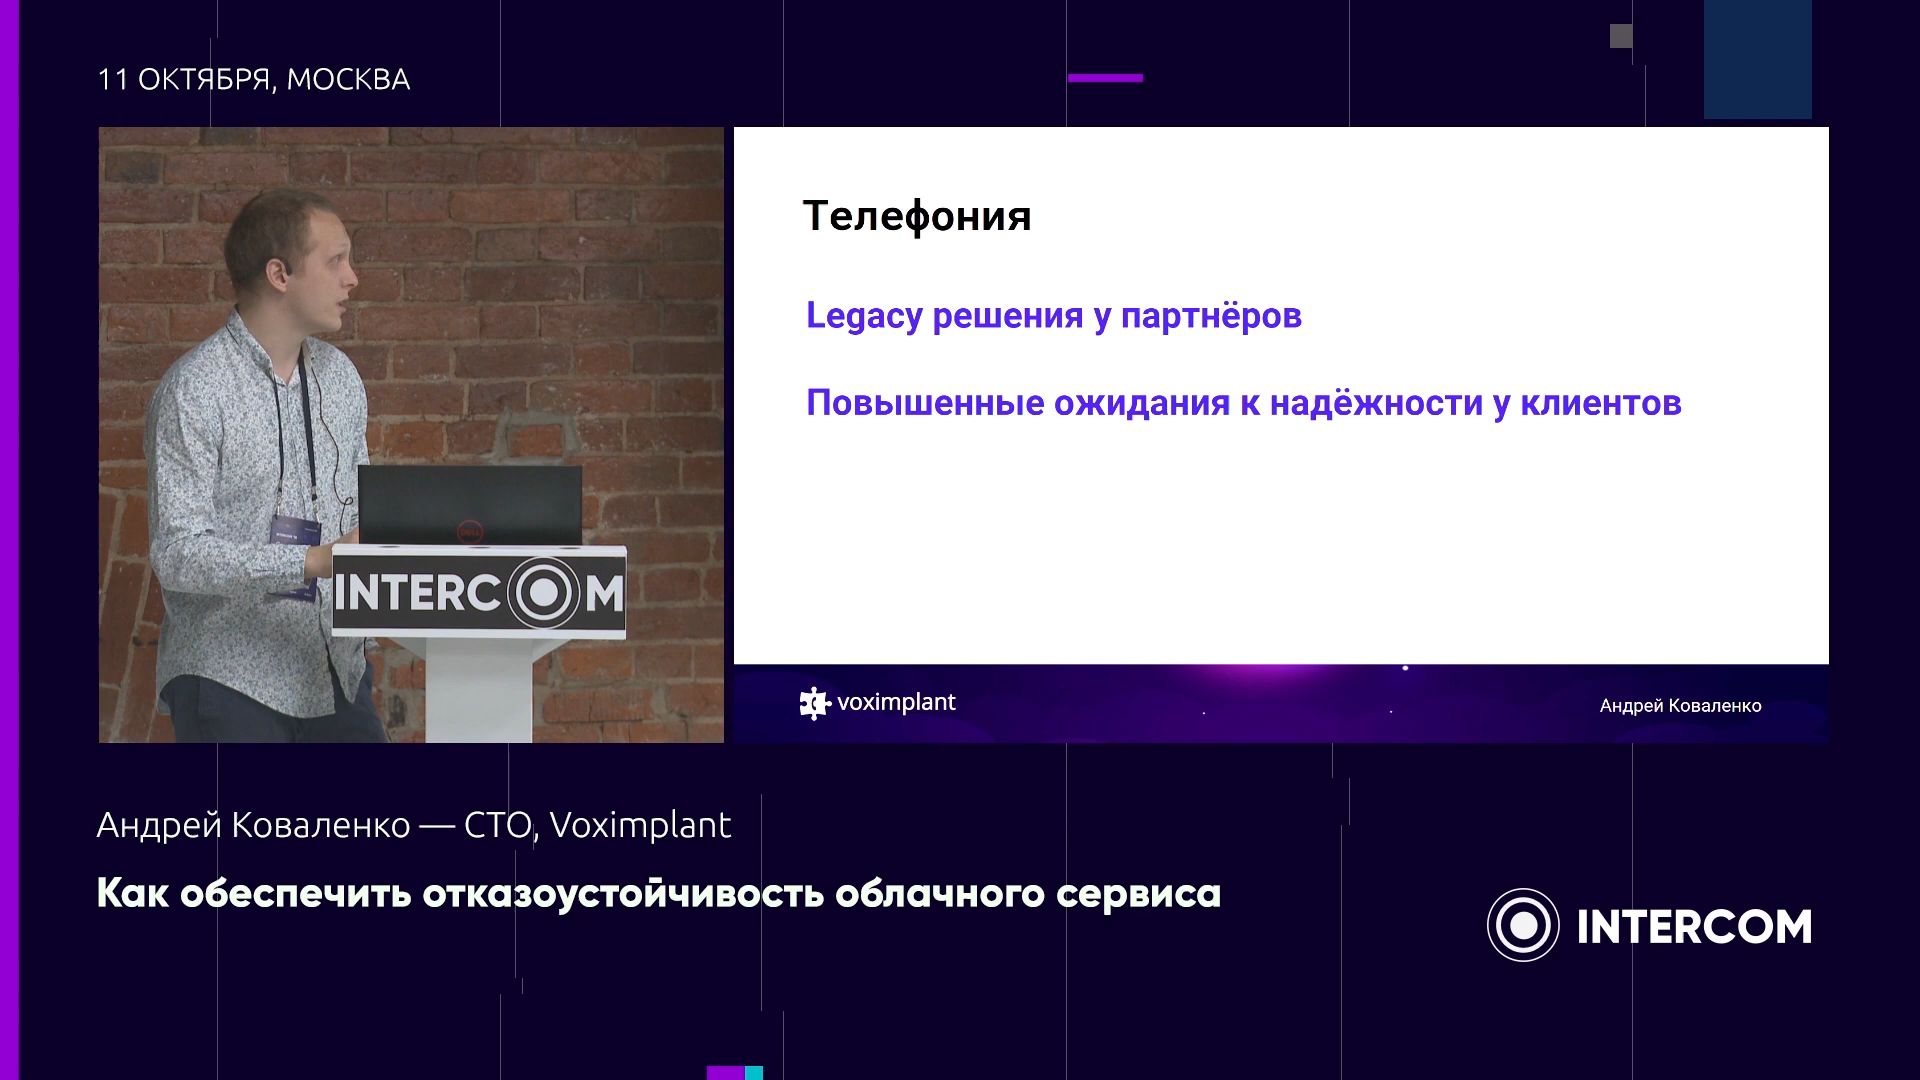 11 ОКТЯБРЯ, МОСКВА
Телефония
Legacy решения у партнёров
Повышенные ожидания к надёжности у клиентов
DELL
INTERCOM
voximplant
Андрей Коваленко
Андрей Коваленко — CTO, Voximplant
Как обеспечить отказоустойчивость облачного сервиса
INTERCOM